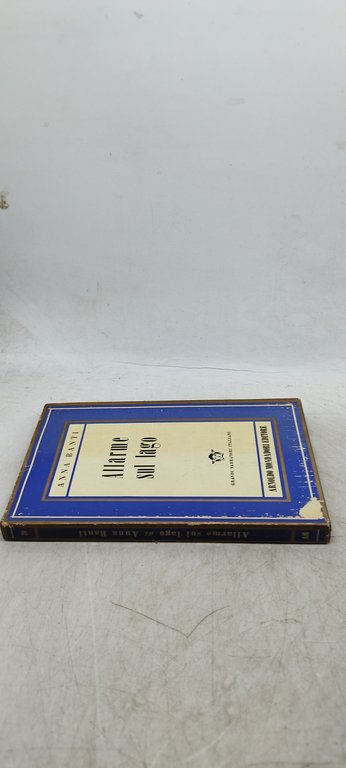 ANNA BANTI
Allarme
sul lago
GRANDI NARRATORI ITALIANI
ARNOLDO MONDADORI EDITORE
Allarme sul lago di Anna Banti